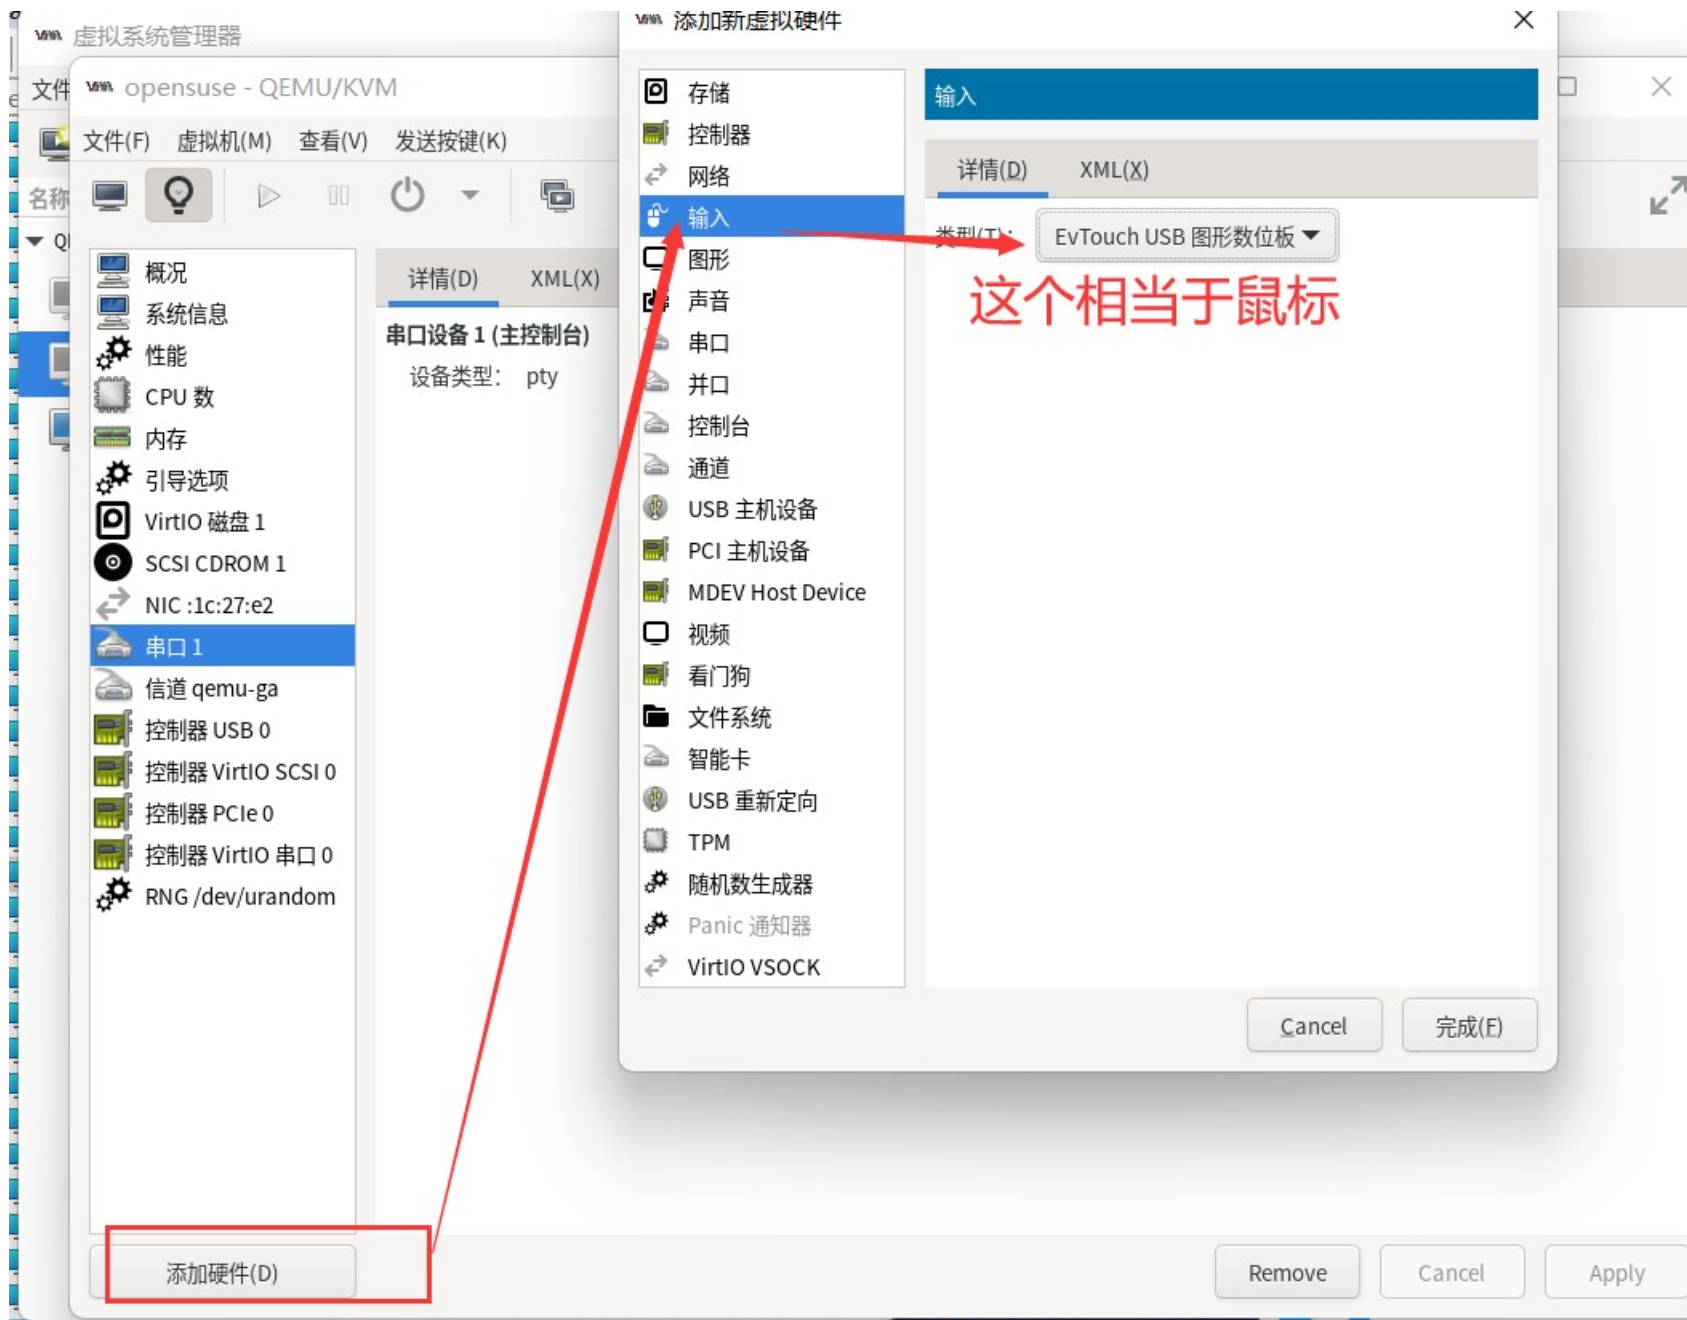 虚拟系统管理器
文件
名称
opensuse - QEMU/KVM
文件(F) 虚拟机(M) 查看(V) 发送按键(K)
概况
系统信息
性能
CPU 数
内存
引导选项
VirtIO 磁盘 1
SCSI CDROM 1
NIC :1c:27:e2
串口 1
信道 qemu-ga
控制器 USB 0
控制器 VirtIO SCSI 0
控制器 PCIe 0
控制器 VirtIO 串口 0
RNG /dev/urandom
添加硬件(D)
详情(D) XML(X)
串口设备 1 (主控制台)
设备类型: pty
添加新虚拟硬件
存储
控制器
网络
输入
图形
声音
串口
并口
控制台
通道
USB 主机设备
PCI 主机设备
MDEV Host Device
视频
看门狗
文件系统
智能卡
USB 重新定向
TPM
随机数生成器
Panic 通知器
VirtIO VSOCK
输入
详情(D) XML(X)
类型(T): EvTouch USB 图形数位板
这个相当于鼠标
Cancel 完成(F)
Remove Cancel Apply